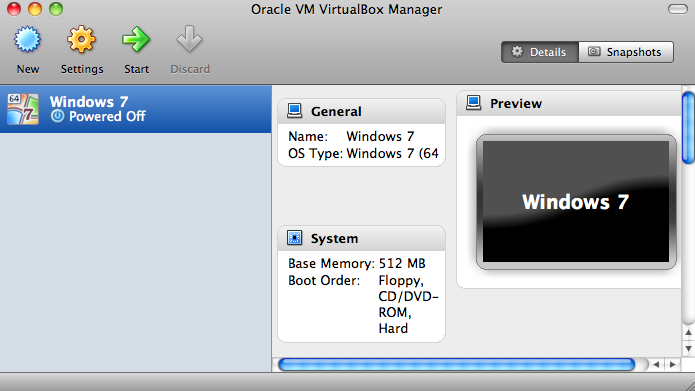 Oracle VM VirtualBox Manager
New
Settings
Start
Discard
Details
Snapshots
64
7
Windows 7
Powered Off
General
Name: Windows 7
OS Type: Windows 7 (64
System
Base Memory: 512 MB
Boot Order: Floppy,
CD/DVD-
ROM,
Hard
Preview
Windows 7